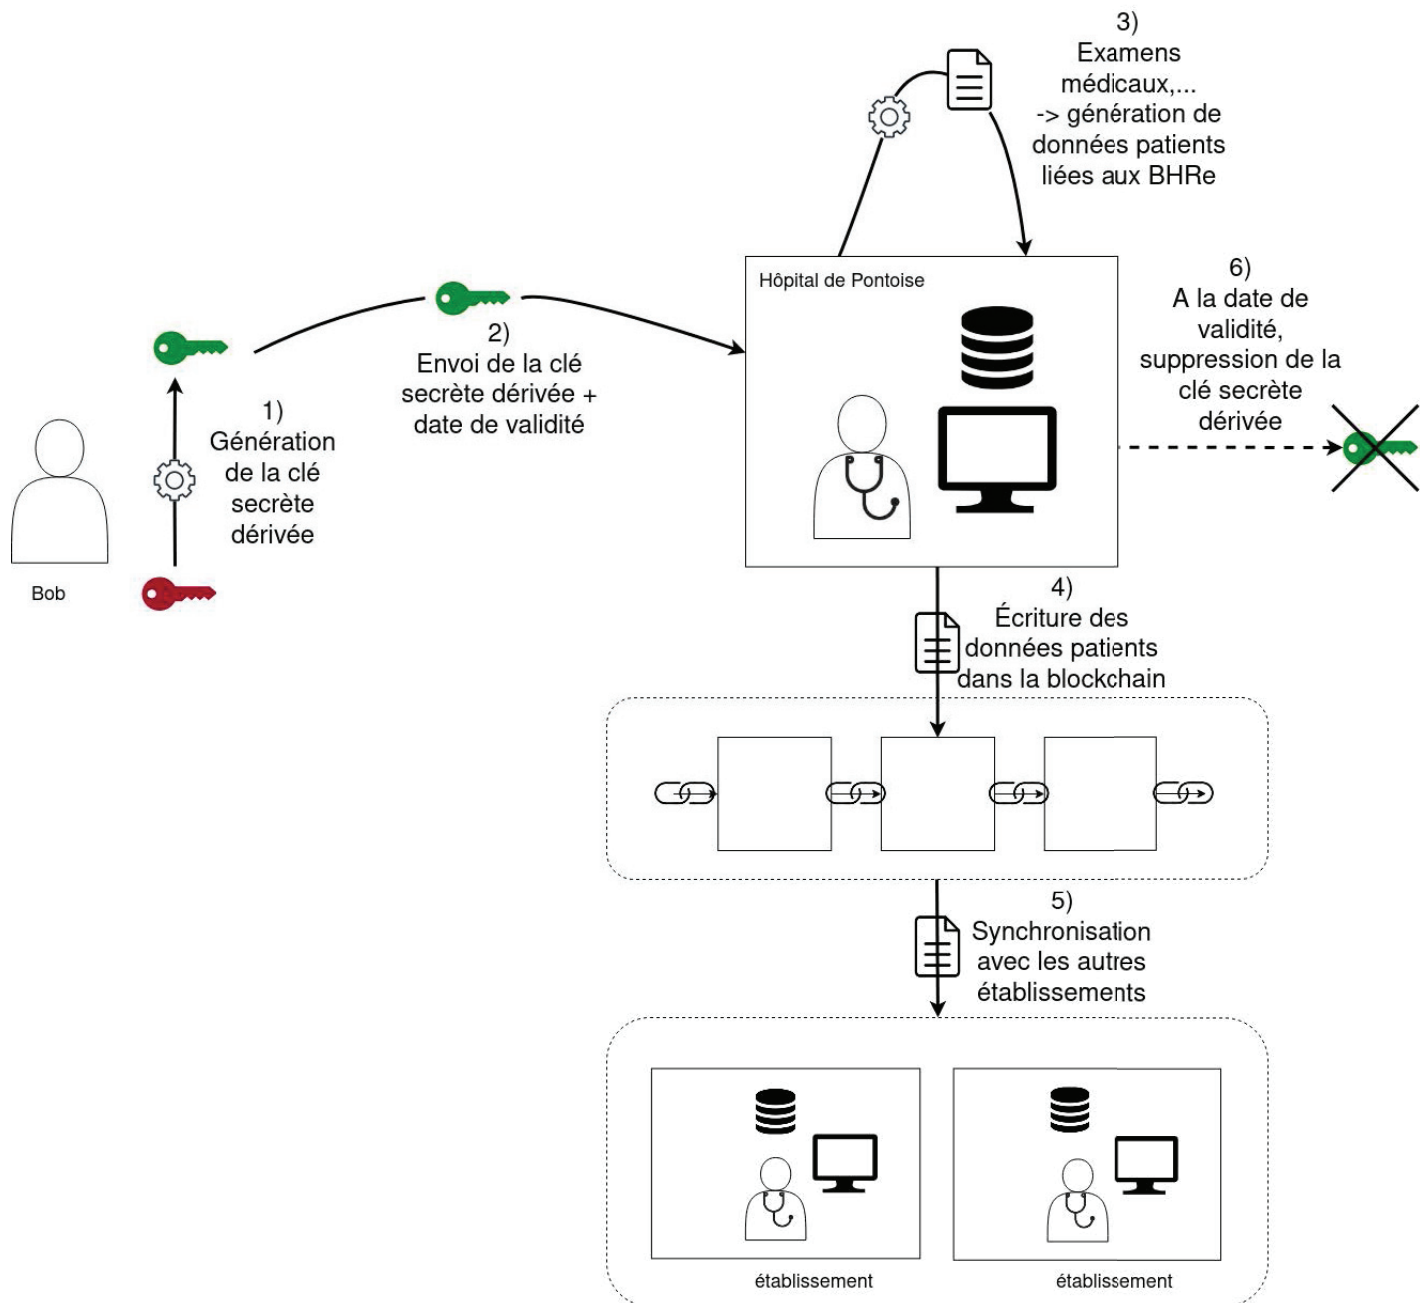 3)
Examens
médicaux,...
-> génération de
données patients
liées aux BHRe
Hôpital de Pontoise
6)
A la date de
validité,
suppression de la
clé secrète
dérivée
2)
Envoi de la clé
secrète dérivée +
date de validité
1)
Génération
de la clé
secrète
dérivée
Bob
4)
Écriture des
données patients
dans la blockchain
5)
Synchronisation
avec les autres
établissements
établissement
établissement